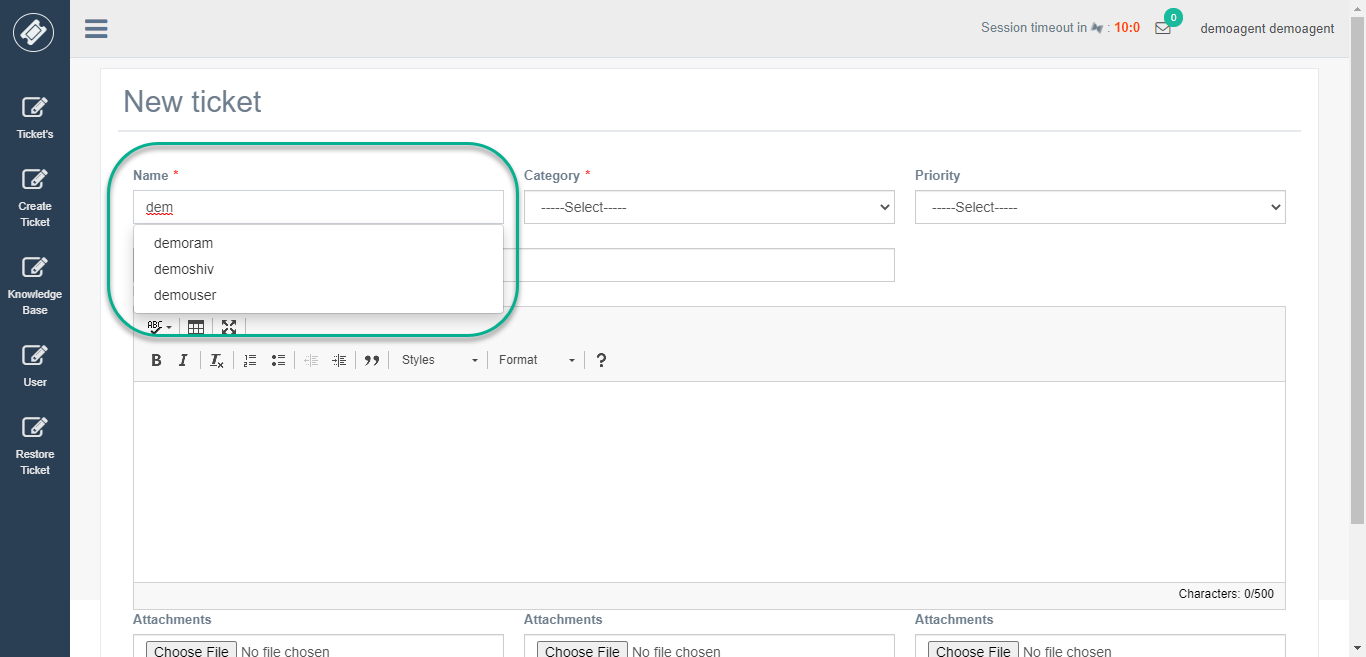 Session timeout in : 10:0
0
demoagent demoagent
Ticket's
Create
Ticket
Knowledge
Base
User
Restore
Ticket
New ticket
Name *
Category *
Priority
dem
-----Select-----
-----Select-----
demoram
demoshiv
demouser
ABC
B I Tx Styles Format ?
Characters: 0/500
Attachments
Attachments
Attachments
Choose File No file chosen
Choose File No file chosen
Choose File No file chosen